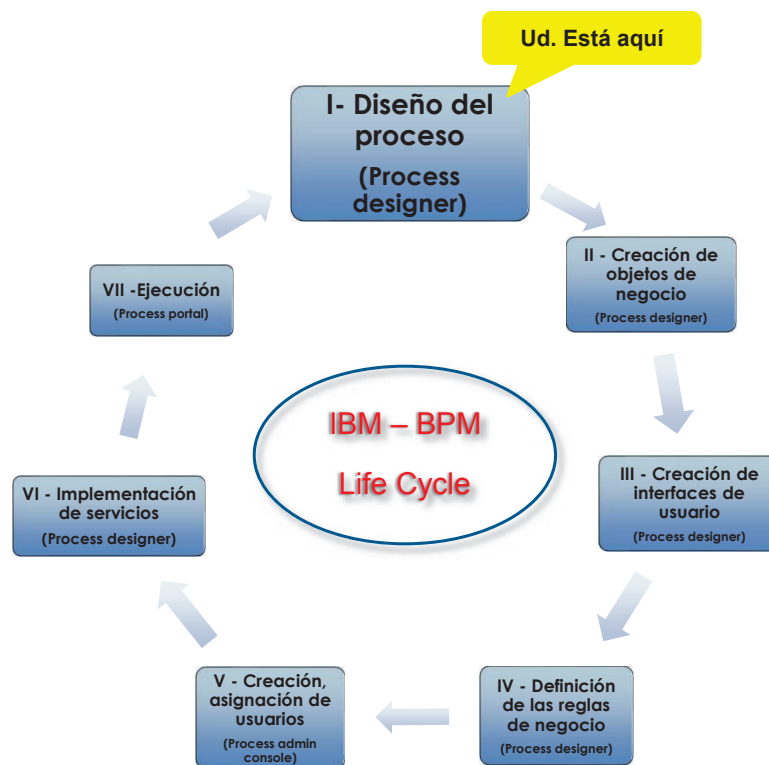 Ud. Está aquí
I- Diseño del
proceso
(Process
designer)
II - Creación de
objetos de
negocio
(Process designer)
III - Creación de
interfaces de
usuario
(Process designer)
IV - Definición
de las reglas
de negocio
(Process designer)
V - Creación,
asignación de
usuarios
(Process admin
console)
VI - Implementación
de servicios
(Process designer)
VII -Ejecución
(Process portal)
IBM – BPM
Life Cycle